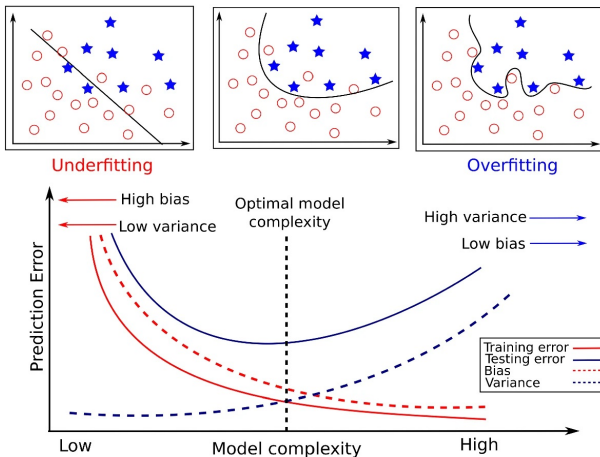 Underfitting
Overfitting
High bias
Low variance
Optimal model
complexity
High variance
Low bias
Prediction Error
Training error
Testing error
Bias
Variance
Low
Model complexity
High